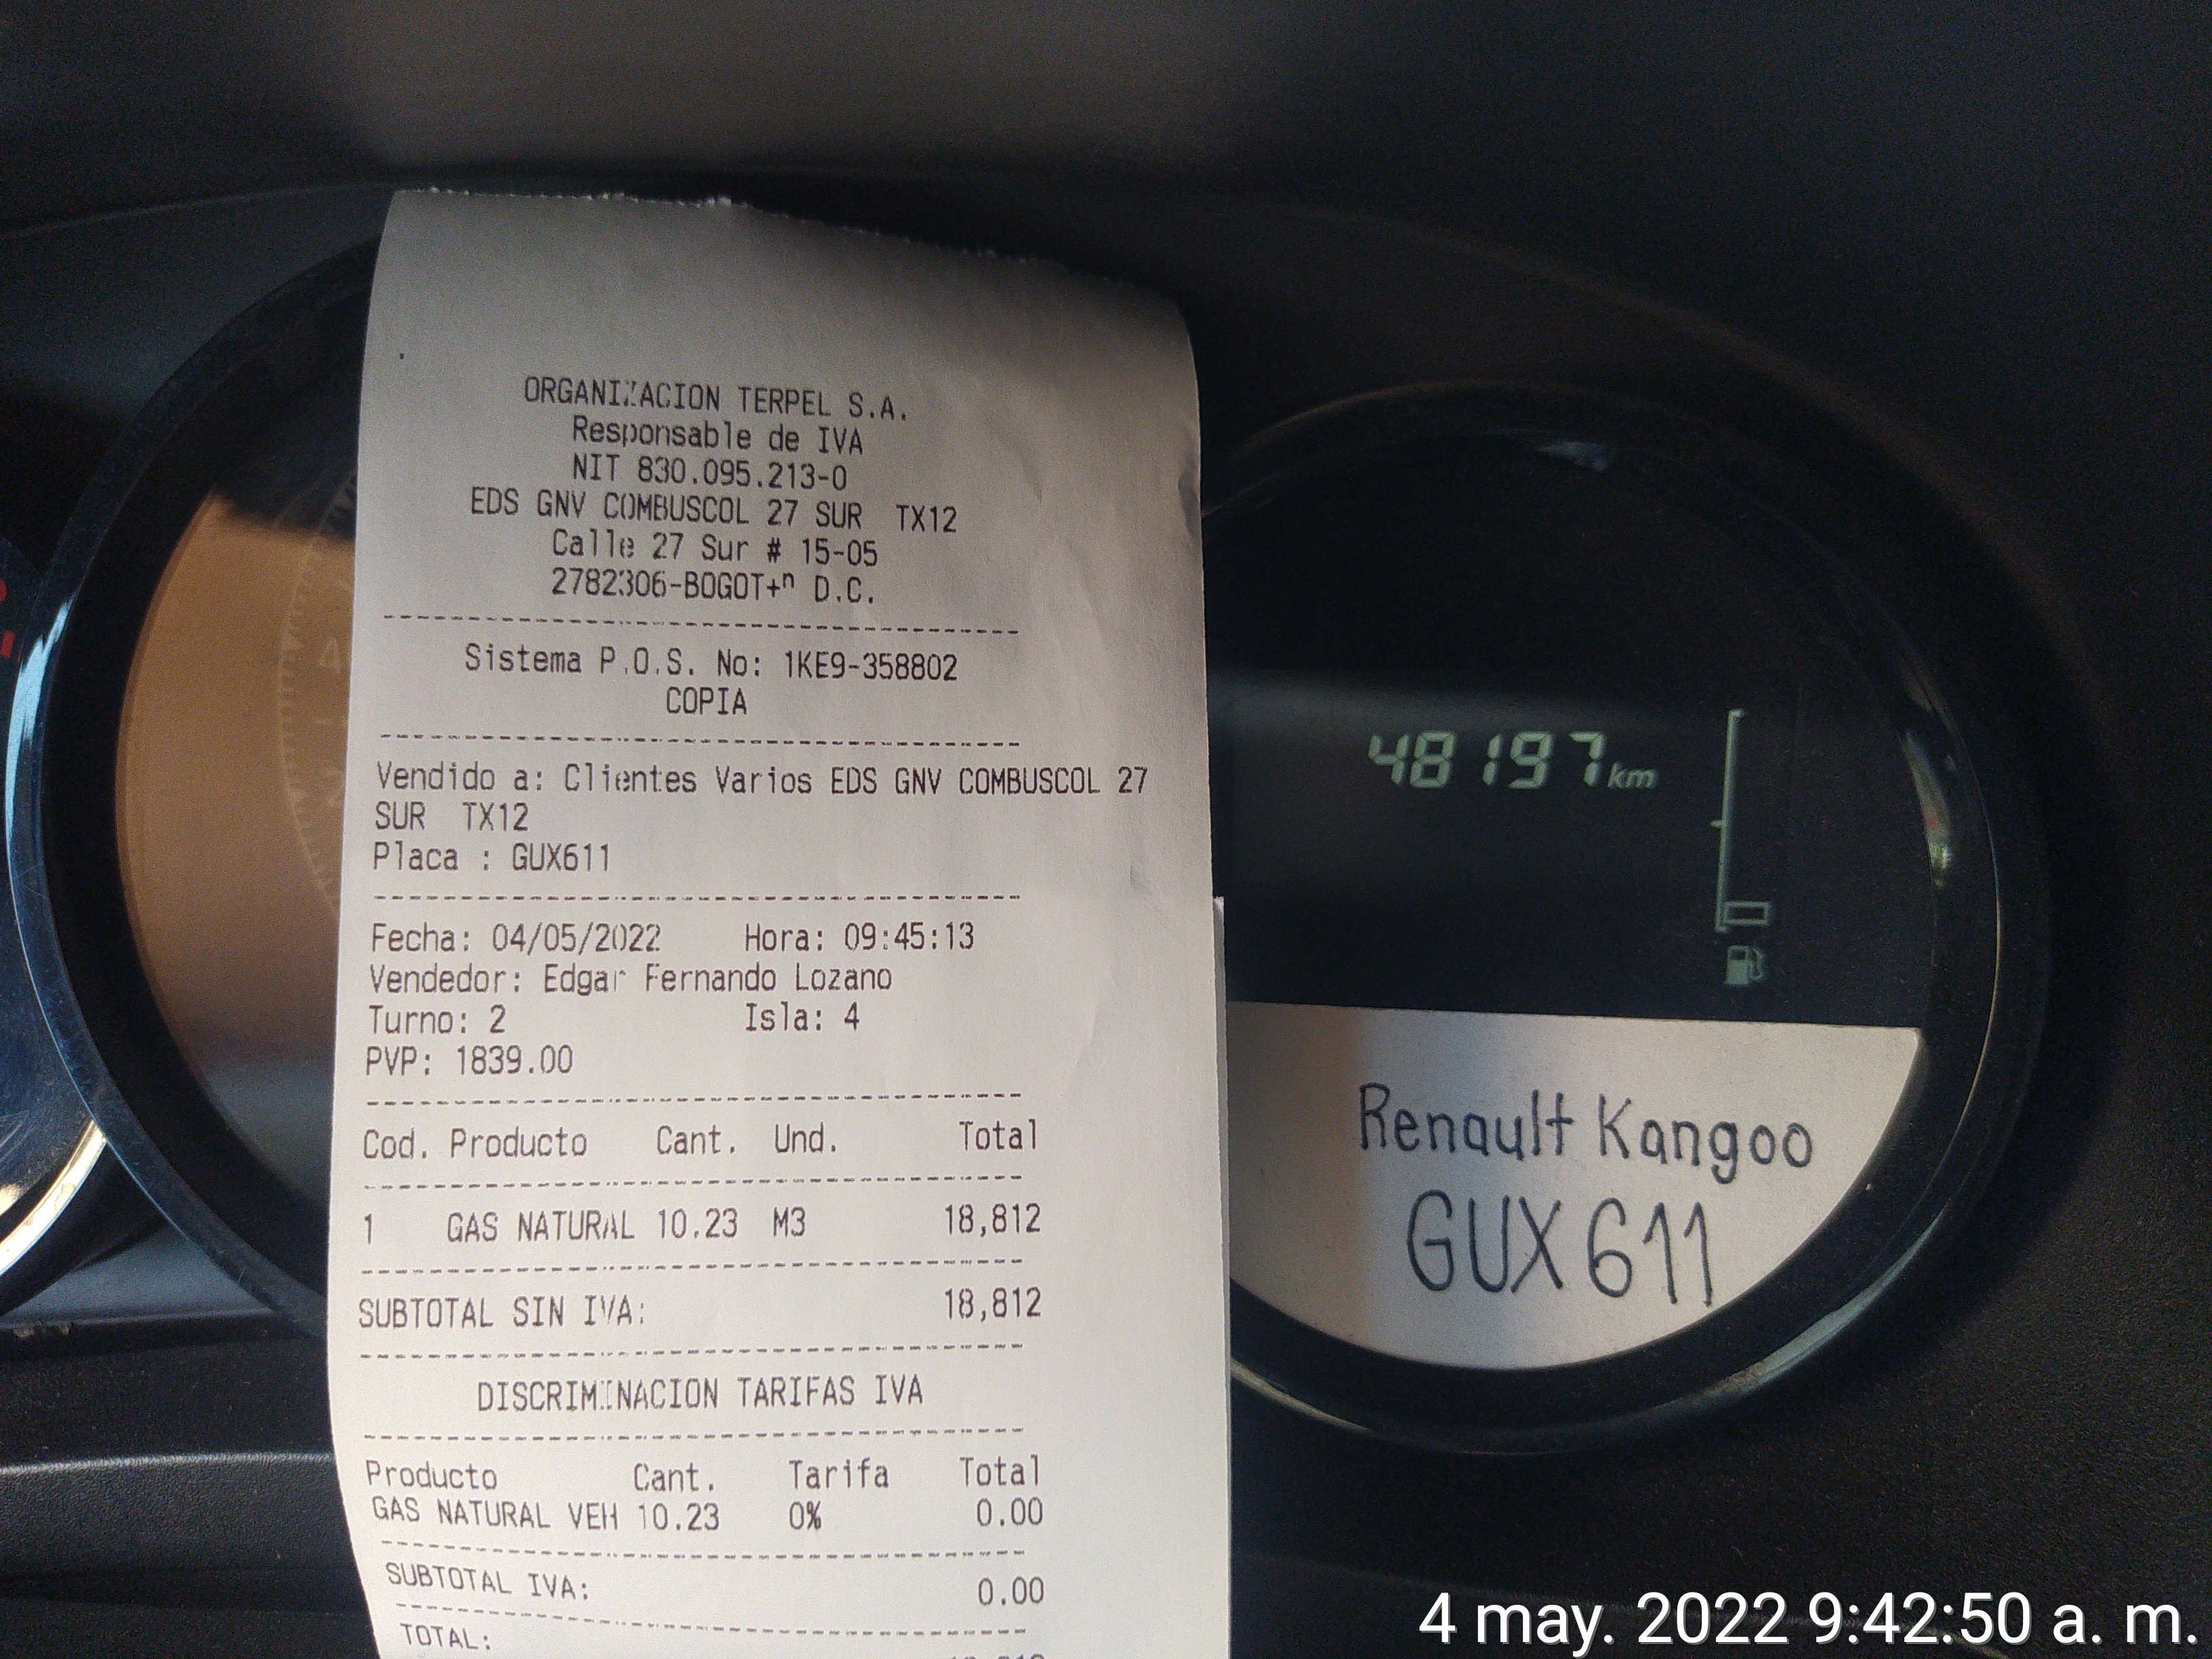 ORGANIZACION TERPEL S.A.
Responsable de IVA
NIT 830.095.213-0
EDS GNV COMBUSCOL 27 SUR TX12
Calle 27 Sur # 15-05
2782306-BOGOT+ⁿ D.C.
Sistema P.O.S. No: 1KE9-358802
COPIA
Vendido a: Clientes Varios EDS GNV COMBUSCOL 27
SUR TX12
Placa : GUX611
Fecha: 04/05/2022 Hora: 09:45:13
Vendedor: Edgar Fernando Lozano
Turno: 2 Isla: 4
PVP: 1839.00
Cod. Producto Cant. Und. Total
1 GAS NATURAL 10.23 M3 18,812
SUBTOTAL SIN IVA: 18,812
DISCRIMINACION TARIFAS IVA
Producto Cant. Tarifa Total
GAS NATURAL VEH 10.23 0% 0.00
SUBTOTAL IVA: 0.00
TOTAL:
48197 km
Renault Kangoo
GUX611
4 may. 2022 9:42:50 a. m.